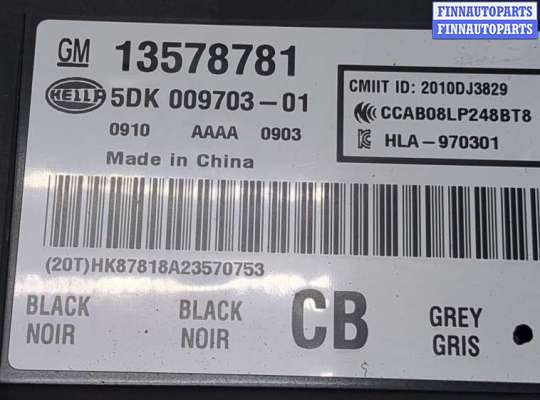 FINNAUTOPARTS
FINNAUTOPARTS
GM 13578781
HELLA 5DK 009703-01
0910 AAAA 0903
Made in China
CMIIT ID: 2010DJ3829
CCAB08LP248BT8
HLA-970301
(20T)HK87818A23570753
BLACK
NOIR
BLACK
NOIR
CB
GREY
GRIS